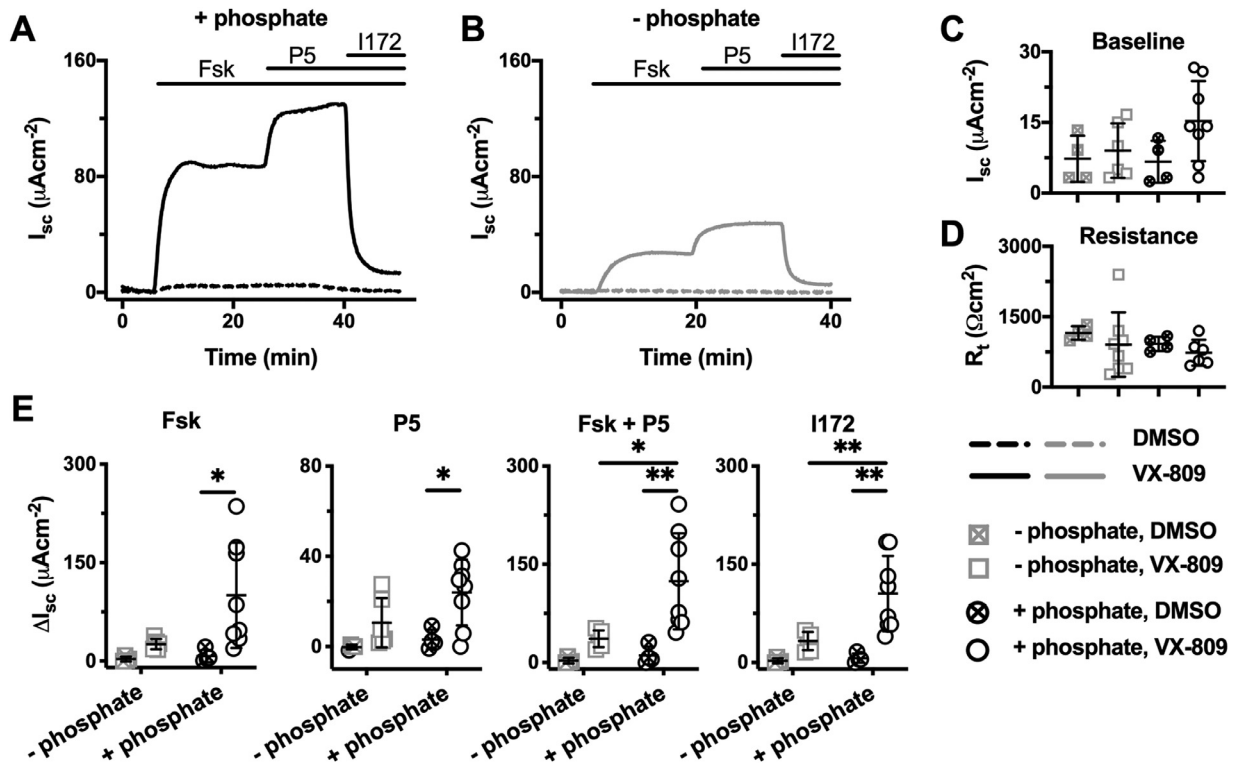 A
+ phosphate
I172
P5
Fsk
160
80
0
Isc (μAcm-2)
0
20
40
Time (min)
B
- phosphate
I172
P5
Fsk
160
80
0
Isc (μAcm-2)
0
20
40
Time (min)
C
Baseline
30
15
0
Isc (μAcm-2)
D
Resistance
3000
1500
0
Rt (Ωcm2)
DMSO
VX-809
- phosphate, DMSO
- phosphate, VX-809
+ phosphate, DMSO
+ phosphate, VX-809
E
Fsk
300
150
0
ΔIsc (μAcm-2)
*
- phosphate
+ phosphate
P5
80
40
0
*
- phosphate
+ phosphate
Fsk + P5
300
150
0
*
**
- phosphate
+ phosphate
I172
300
150
0
**
**
- phosphate
+ phosphate